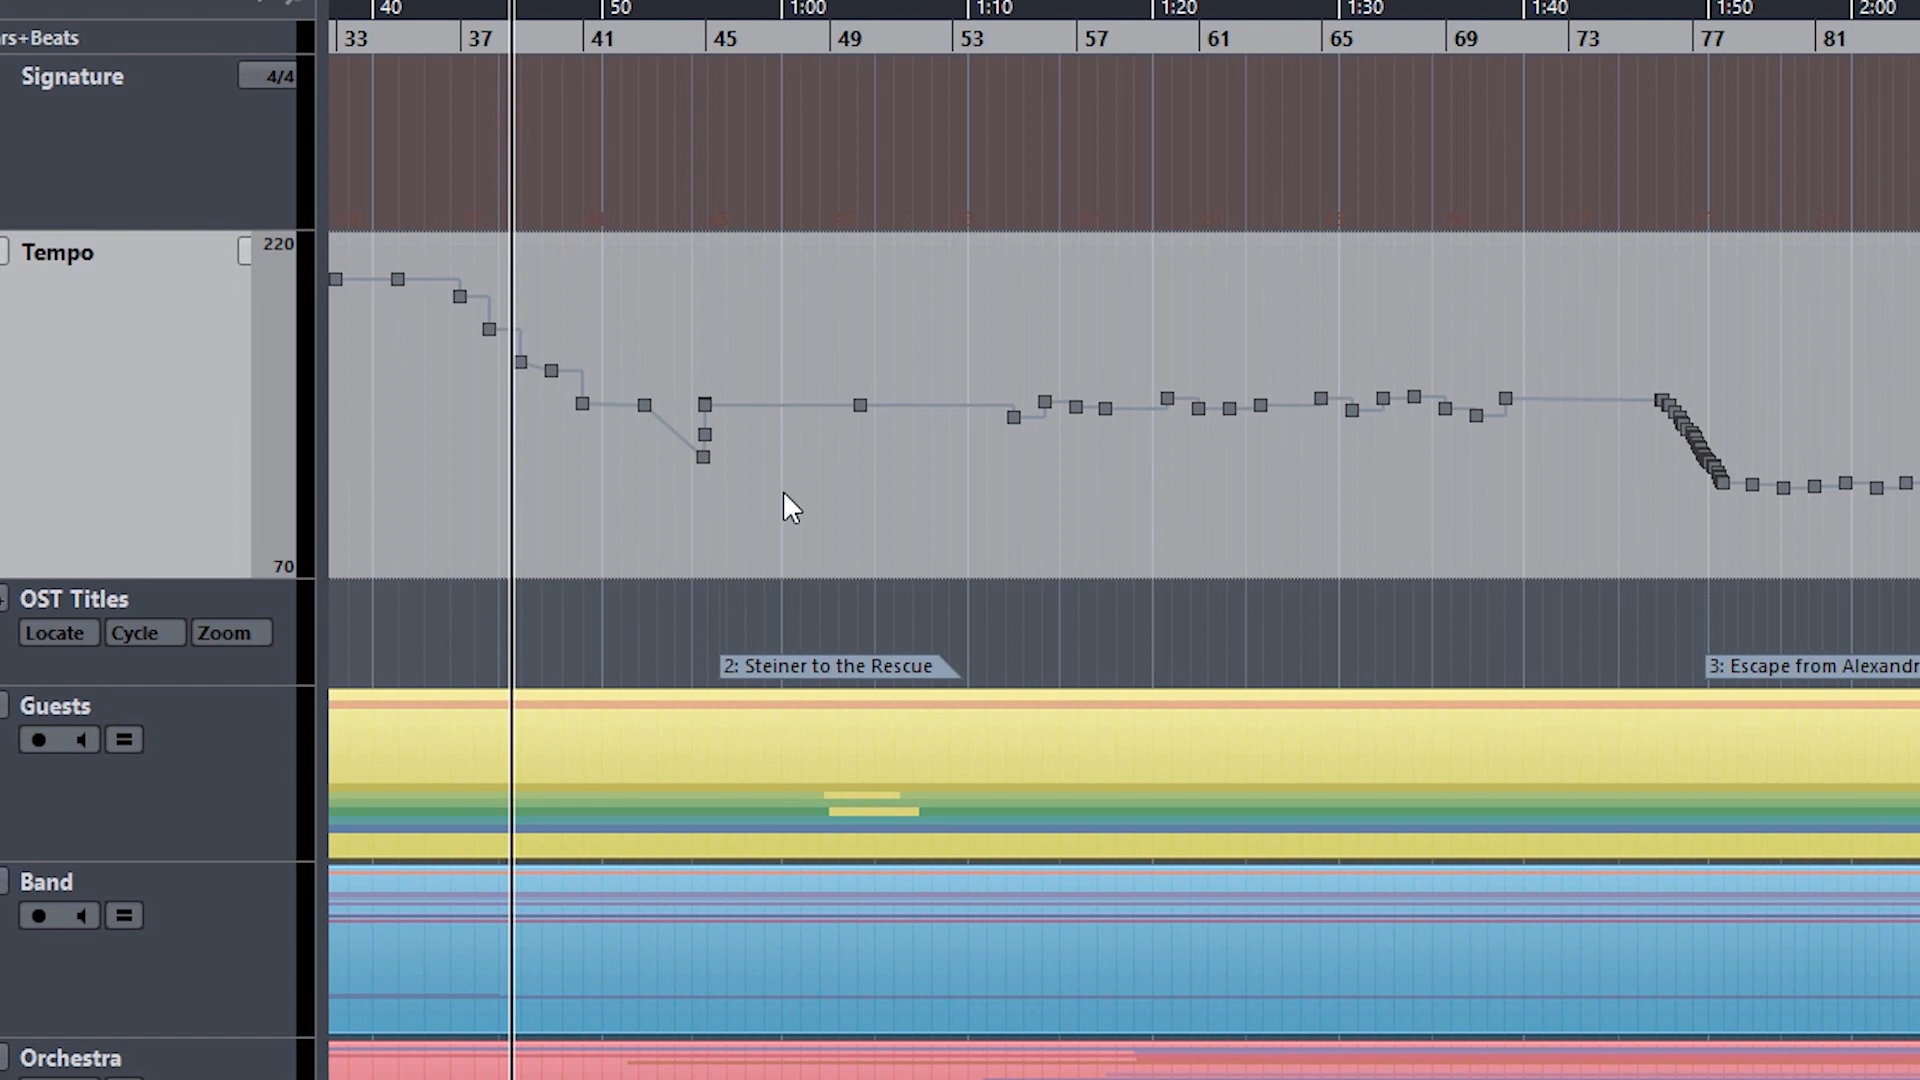 40 50 1:00 1:10 1:20 1:30 1:40 1:50 2:00
rs+Beats 33 37 41 45 49 53 57 61 65 69 73 77 81
Signature 4/4
Tempo 220
70
OST Titles
Locate Cycle Zoom
2: Steiner to the Rescue 3: Escape from Alexandr
Guests
Band
Orchestra